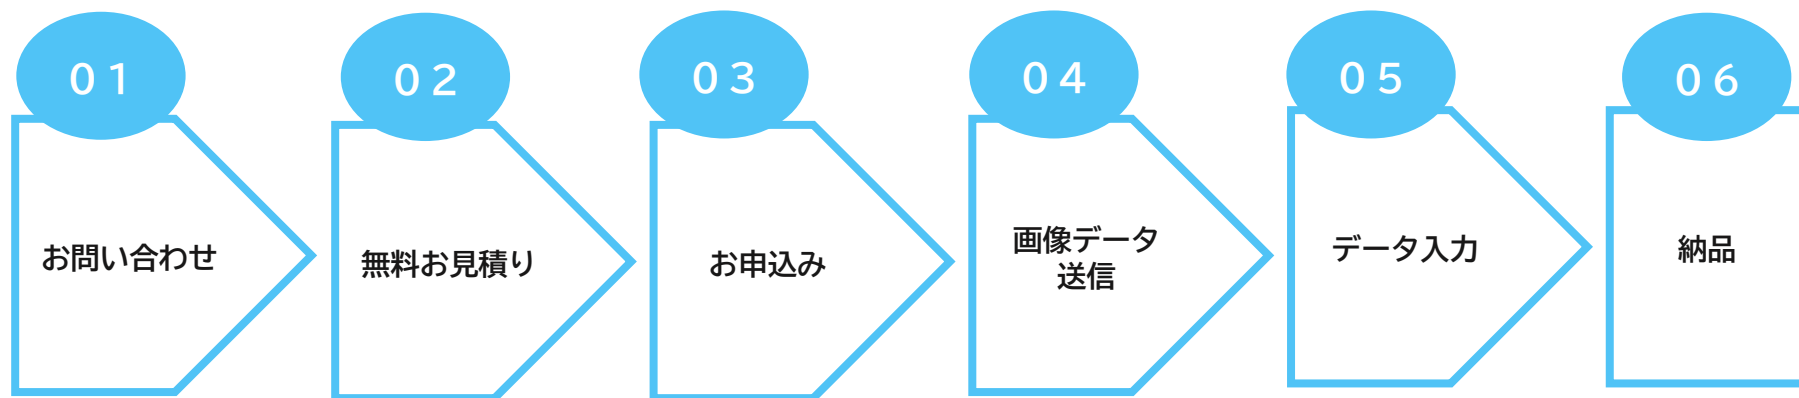 ０１
０２
０３
０４
０５
０６
お問い合わせ
無料お見積り
お申込み
画像データ
送信
データ入力
納品